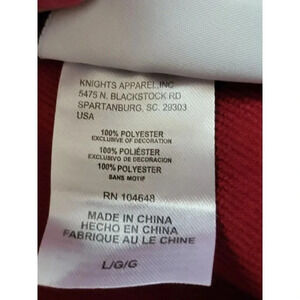 KNIGHTS APPAREL, INC
5475 N. BLACKSTOCK RD
SPARTANBURG, SC. 29303
USA
100% POLYESTER
EXCLUSIVE OF DECORATION
100% POLIÉSTER
EXCLUSIVO DE DECORACION
100% POLYESTER
SANS MOTIF
RN 104648
MADE IN CHINA
HECHO EN CHINA
FABRIQUE AU LE CHINE
L/G/G